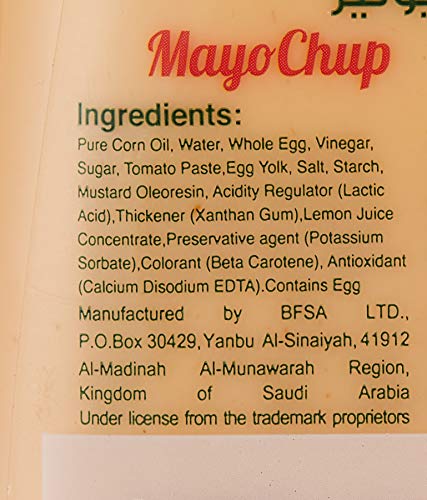 MayoChup
Ingredients:
Pure Corn Oil, Water, Whole Egg, Vinegar,
Sugar, Tomato Paste,Egg Yolk, Salt, Starch,
Mustard Oleoresin, Acidity Regulator (Lactic
Acid),Thickener (Xanthan Gum),Lemon Juice
Concentrate,Preservative agent (Potassium
Sorbate),Colorant (Beta Carotene), Antioxidant
(Calcium Disodium EDTA).Contains Egg
Manufactured by BFSA LTD.,
P.O.Box 30429, Yanbu Al-Sinaiyah, 41912
Al-Madinah Al-Munawarah Region,
Kingdom of Saudi Arabia
Under license from the trademark proprietors